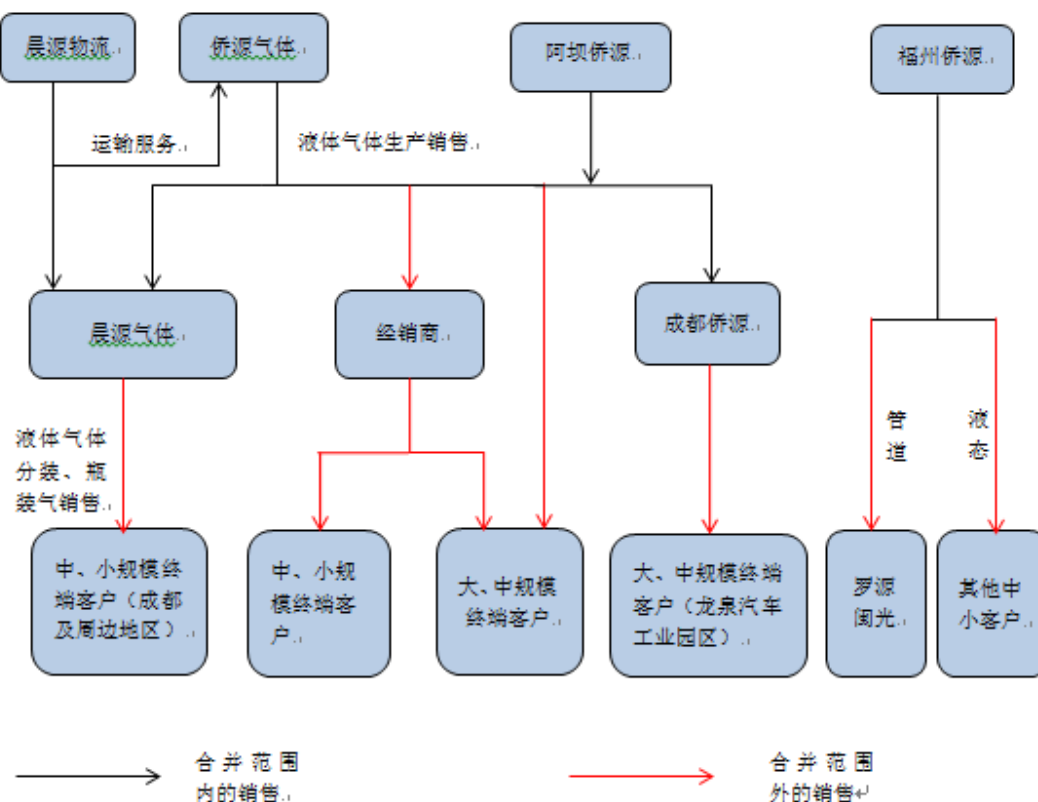 晨源物流
侨源气体
阿坝侨源
福州侨源
运输服务
液体气体生产销售
晨源气体
经销商
成都侨源
液体气体
分装、瓶
装气销售
管
道
液
态
中、小规模终
端客户（成都
及周边地区）
中、小规
模终端客
户
大、中规模
终端客户
大、中规模终端
客户（龙泉汽车
工业园区）
罗源
闽光
其他中
小客户
合并范围
内的销售
合并范围
外的销售